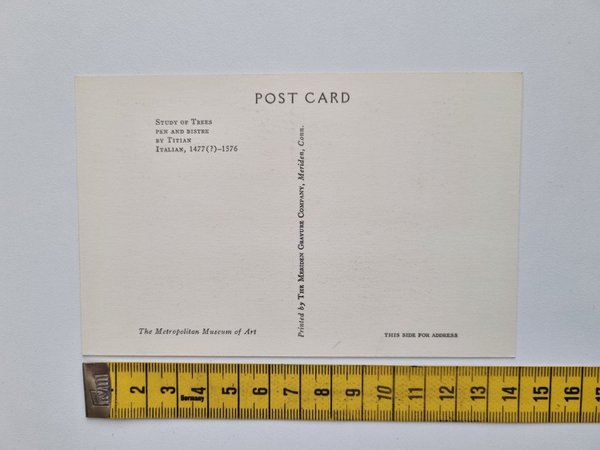 POST CARD
STUDY OF TREES
PEN AND BISTRE
BY TITIAN
ITALIAN, 1477(?)–1576
Printed by THE MERIDEN GRAVURE COMPANY, Meriden, Conn.
The Metropolitan Museum of Art
THIS SIDE FOR ADDRESS
2 3 4 5 6 7 8 9 10 11 12 13 14 15 16 17
Germany